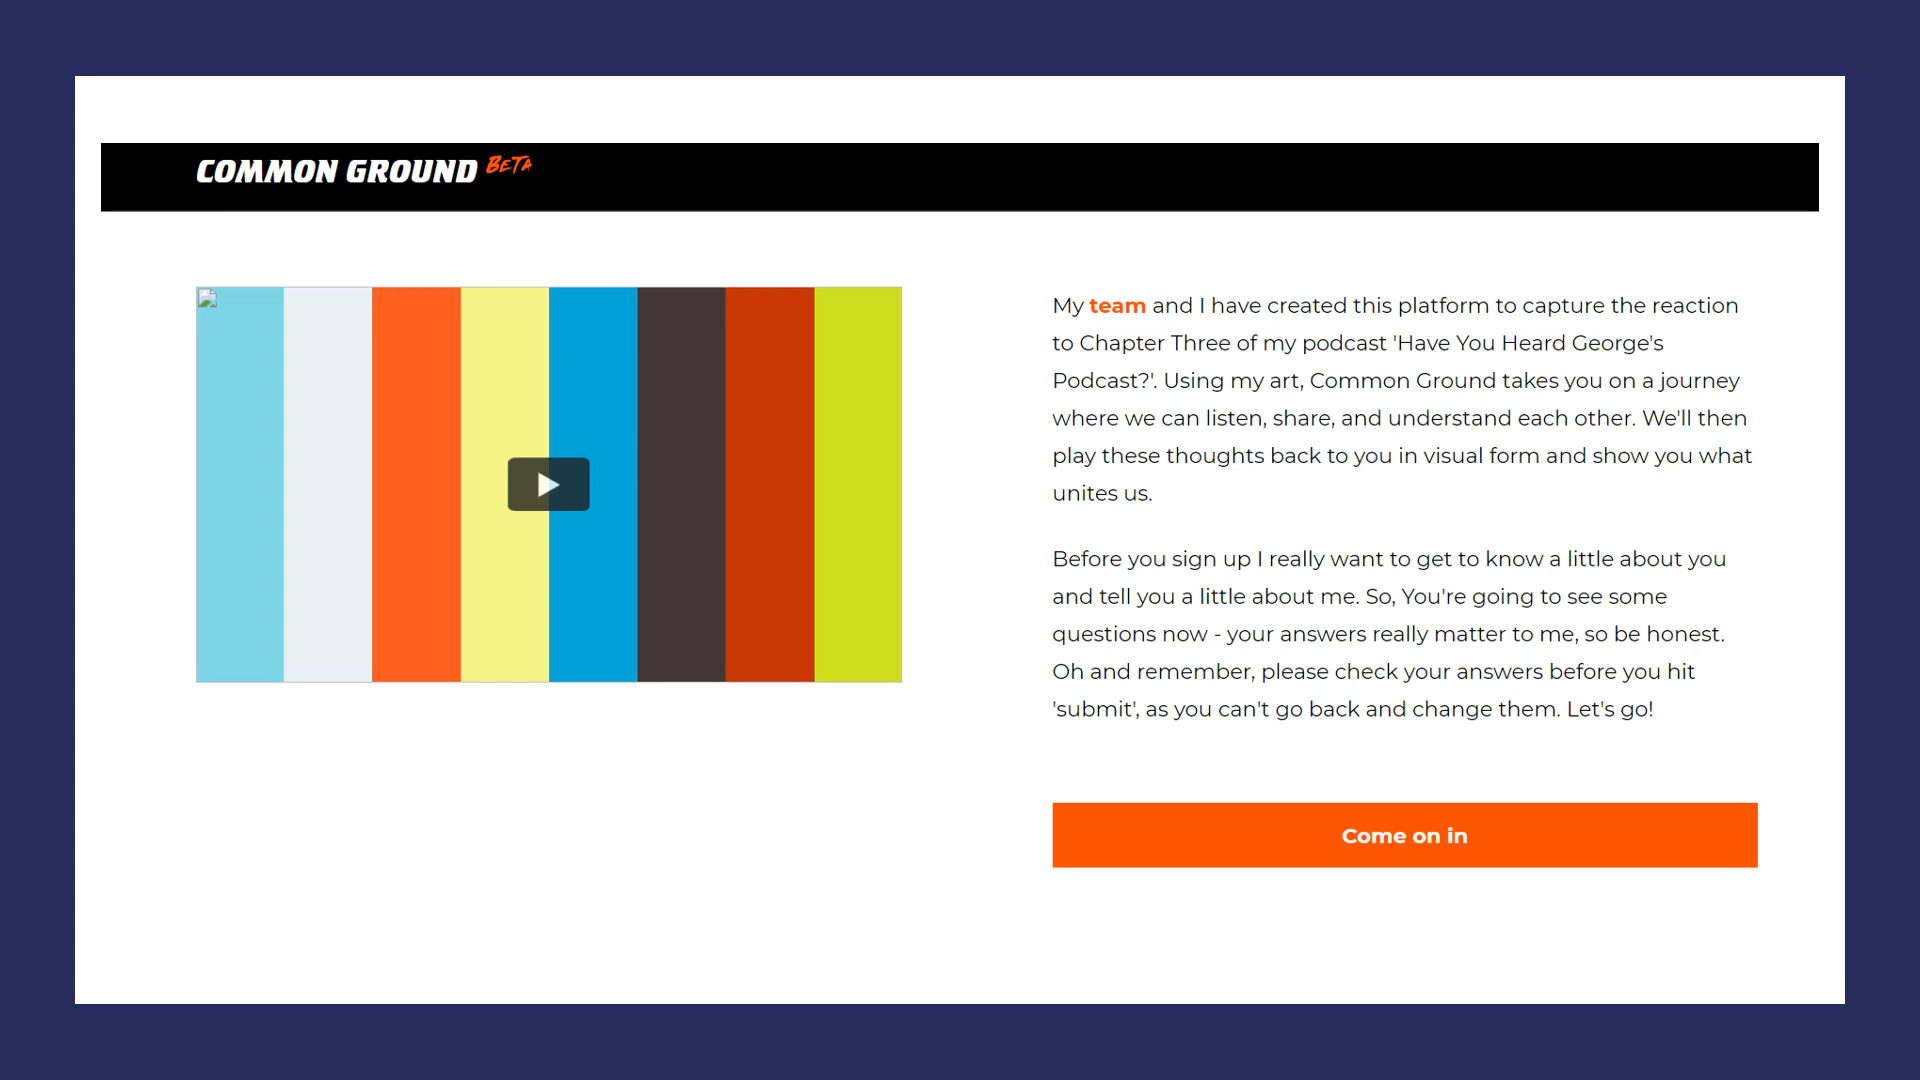 COMMON GROUND BETA
My team and I have created this platform to capture the reaction
to Chapter Three of my podcast 'Have You Heard George's
Podcast?'. Using my art, Common Ground takes you on a journey
where we can listen, share, and understand each other. We'll then
play these thoughts back to you in visual form and show you what
unites us.
Before you sign up I really want to get to know a little about you
and tell you a little about me. So, You're going to see some
questions now - your answers really matter to me, so be honest.
Oh and remember, please check your answers before you hit
'submit', as you can't go back and change them. Let's go!
Come on in